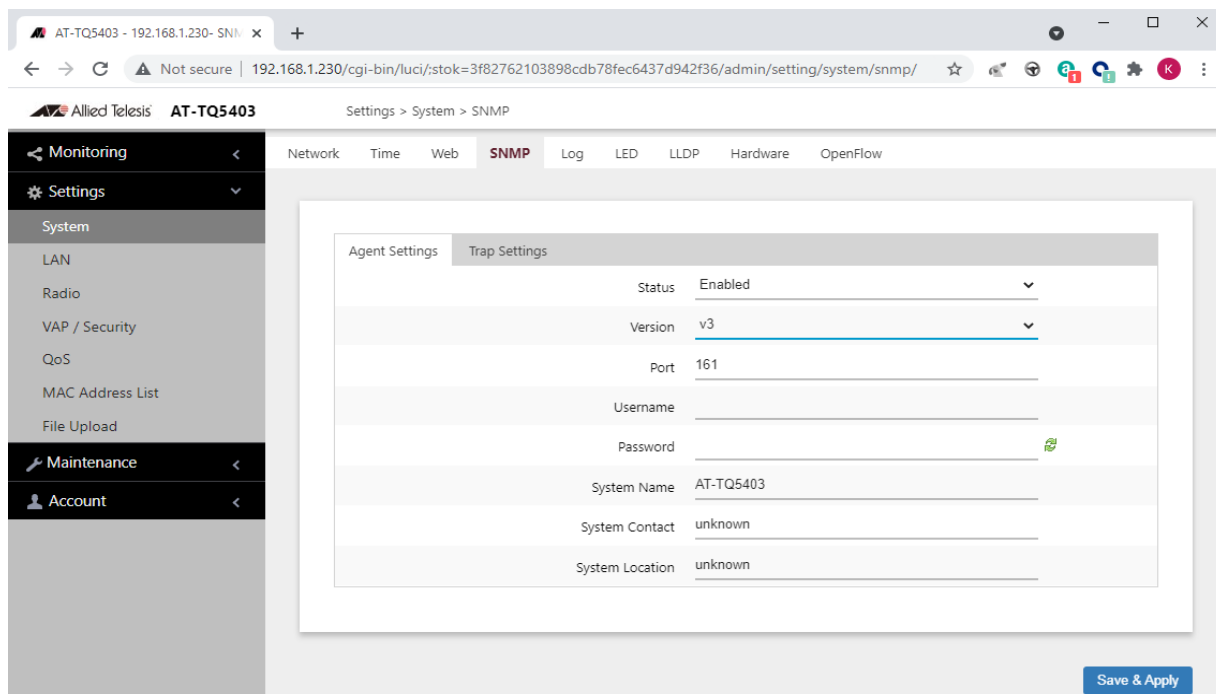 AT-TQ5403 - 192.168.1.230- SNM
Not secure | 192.168.1.230/cgi-bin/luci/;stok=3f82762103898cdb78fec6437d942f36/admin/setting/system/snmp/
1
K
Allied Telesis AT-TQ5403
Settings > System > SNMP
Monitoring
Settings
System
LAN
Radio
VAP / Security
QoS
MAC Address List
File Upload
Maintenance
Account
Network Time Web SNMP Log LED LLDP Hardware OpenFlow
Agent Settings Trap Settings
Status Enabled
Version v3
Port 161
Username
Password
System Name AT-TQ5403
System Contact unknown
System Location unknown
Save & Apply